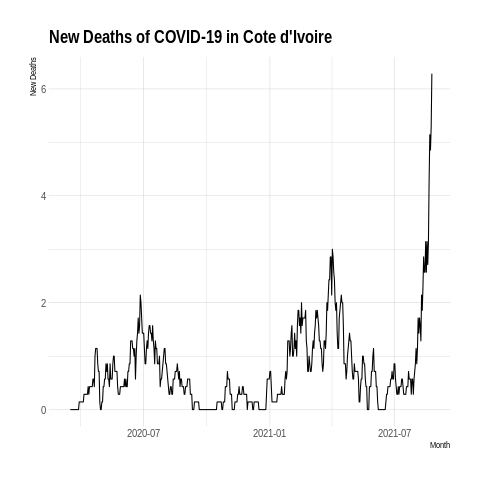 New Deaths of COVID-19 in Cote d'Ivoire
New Deaths
6
4
2
0
2020-07
2021-01
2021-07
Month